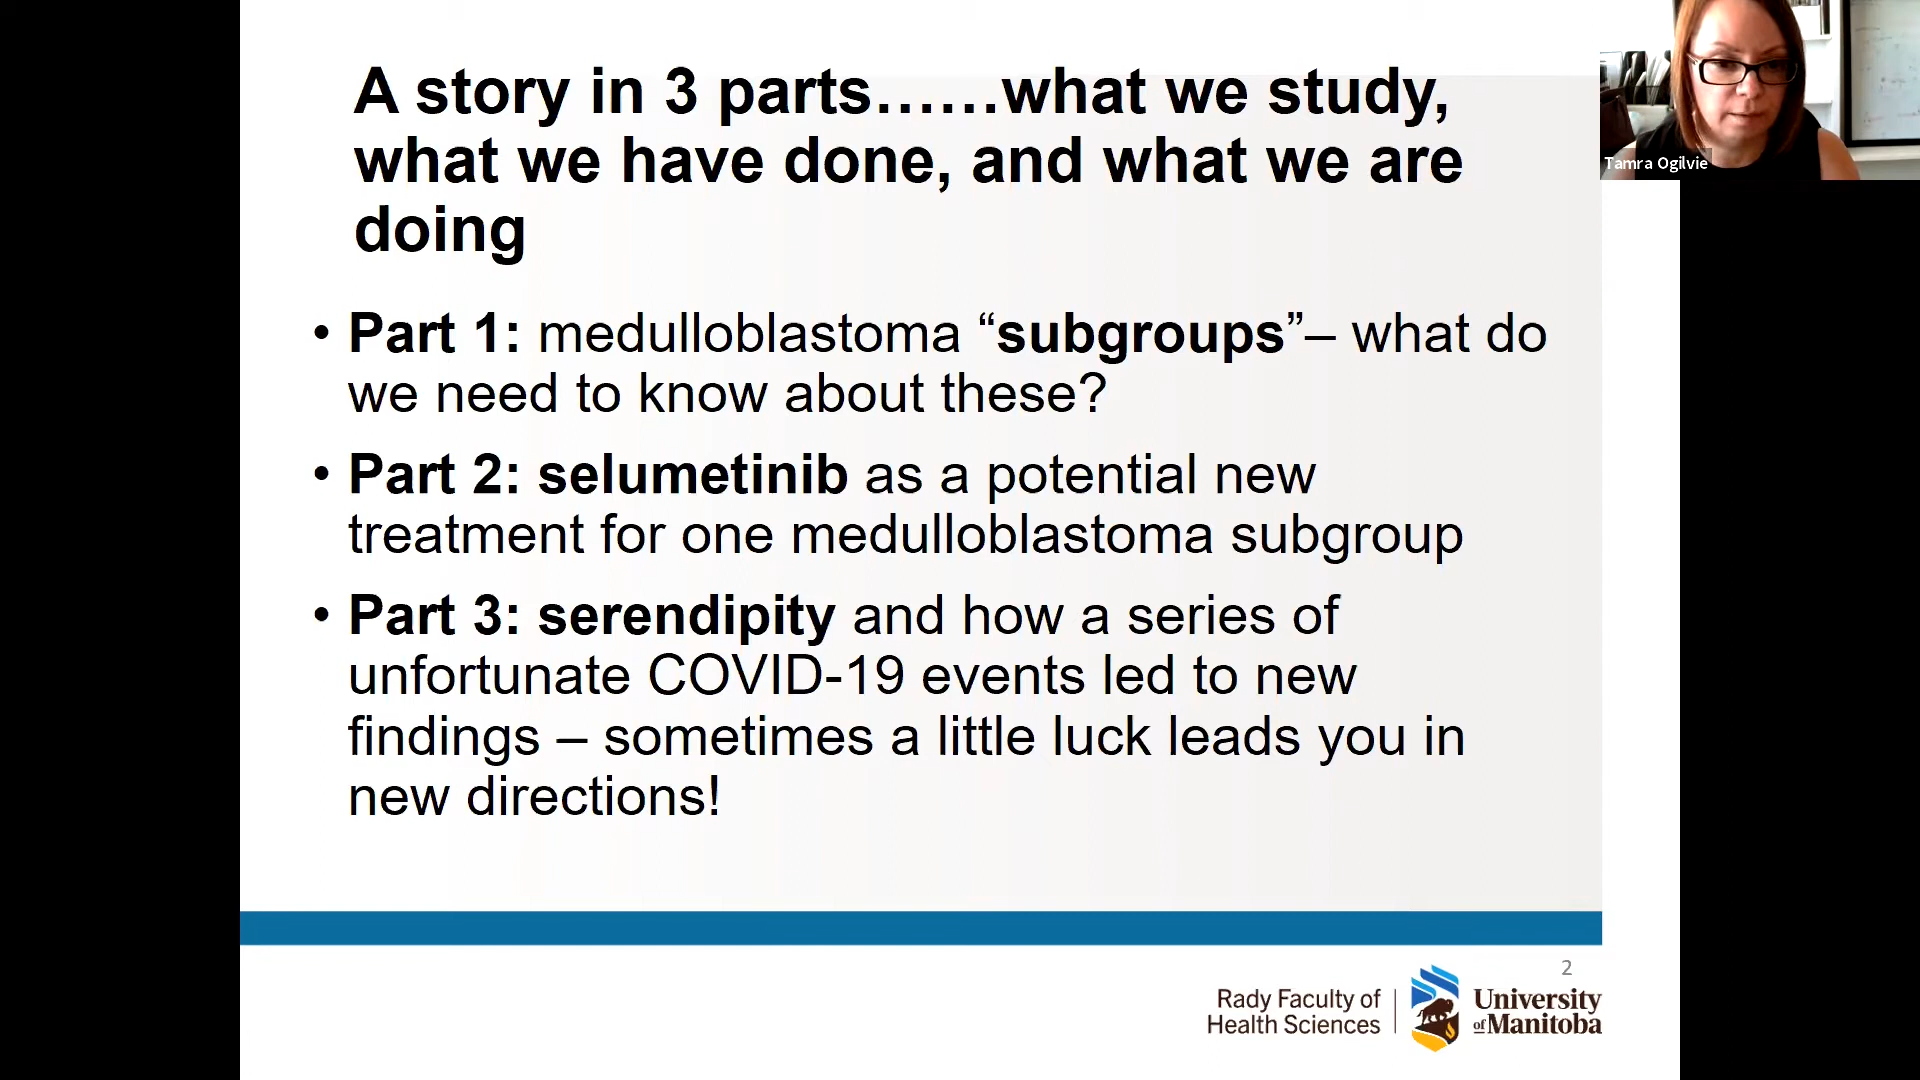 A story in 3 parts……what we study,
what we have done, and what we are
doing
• Part 1: medulloblastoma “subgroups”– what do
we need to know about these?
• Part 2: selumetinib as a potential new
treatment for one medulloblastoma subgroup
• Part 3: serendipity and how a series of
unfortunate COVID-19 events led to new
findings – sometimes a little luck leads you in
new directions!
Tamra Ogilvie
2
Rady Faculty of
Health Sciences
University
of Manitoba